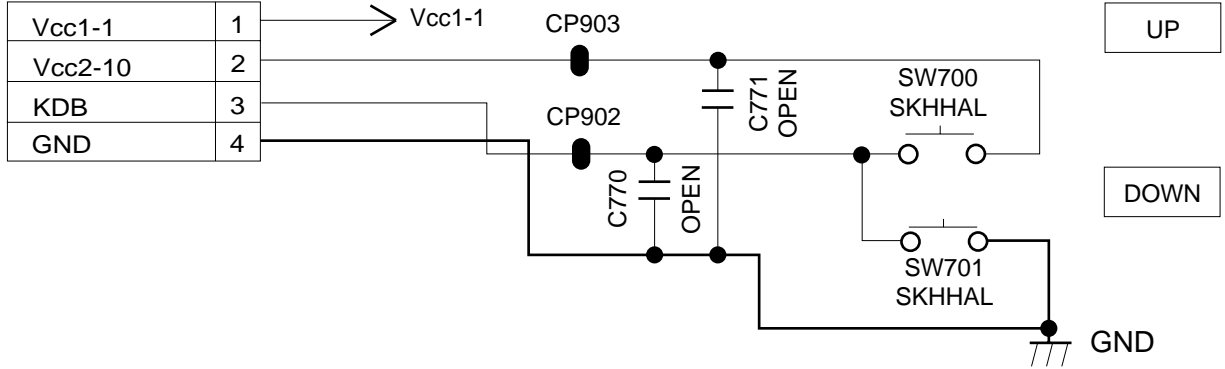 Vcc1-1 1
Vcc1-1
Vcc2-10 2
KDB 3
GND 4
CP903
CP902
C771
OPEN
C770
OPEN
SW700
SKHHAL
SW701
SKHHAL
GND
UP
DOWN